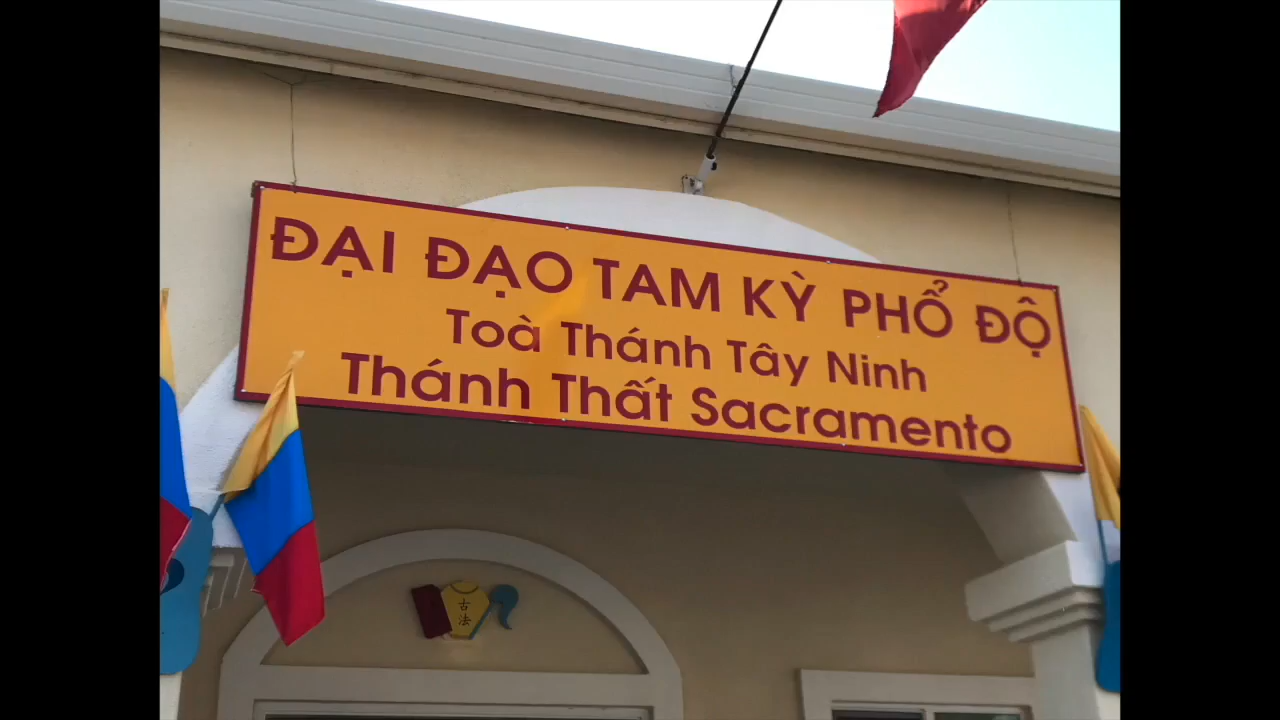 ĐẠI ĐẠO TAM KỲ PHỔ ĐỘ
Toà Thánh Tây Ninh
Thánh Thất Sacramento
古
法